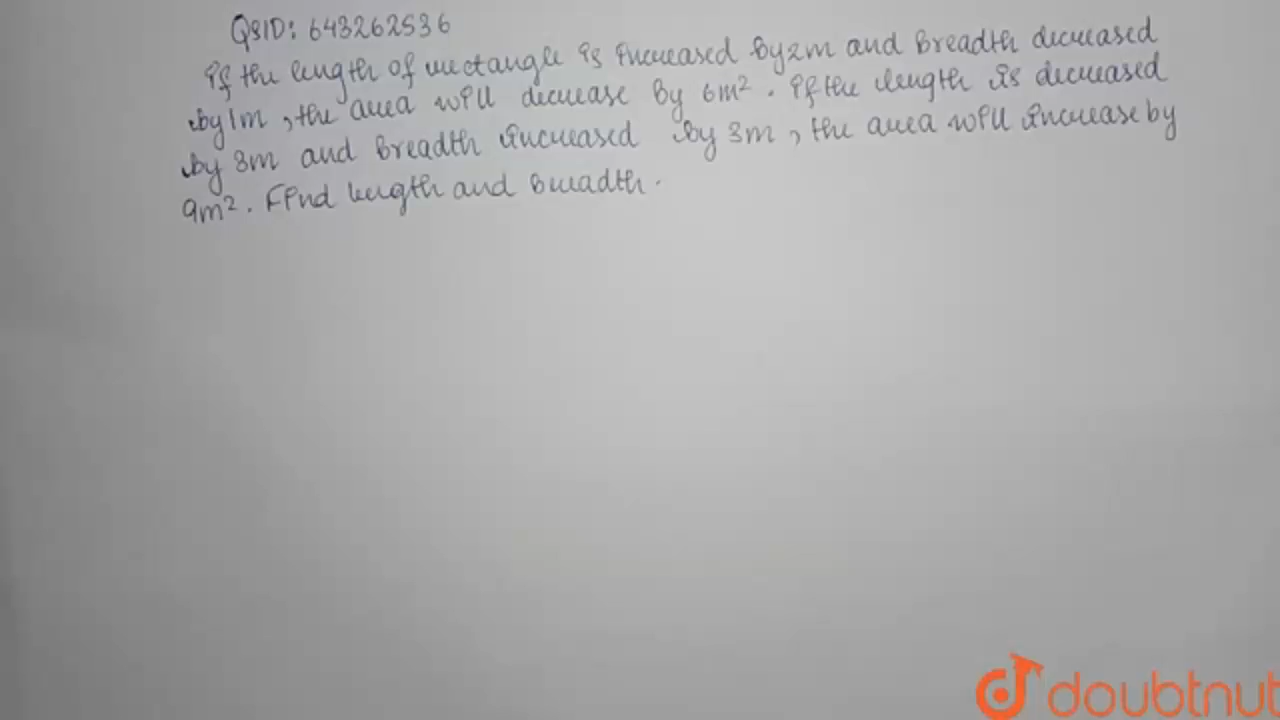 QSID: 643262536
If the length of rectangle is increased by 2m and Breadth decreased
by 1m, the area will decrease by 6m². If the length is decreased
by 3m and Breadth increased by 3m, the area will increase by
9m². Find length and Breadth.
doubtnut